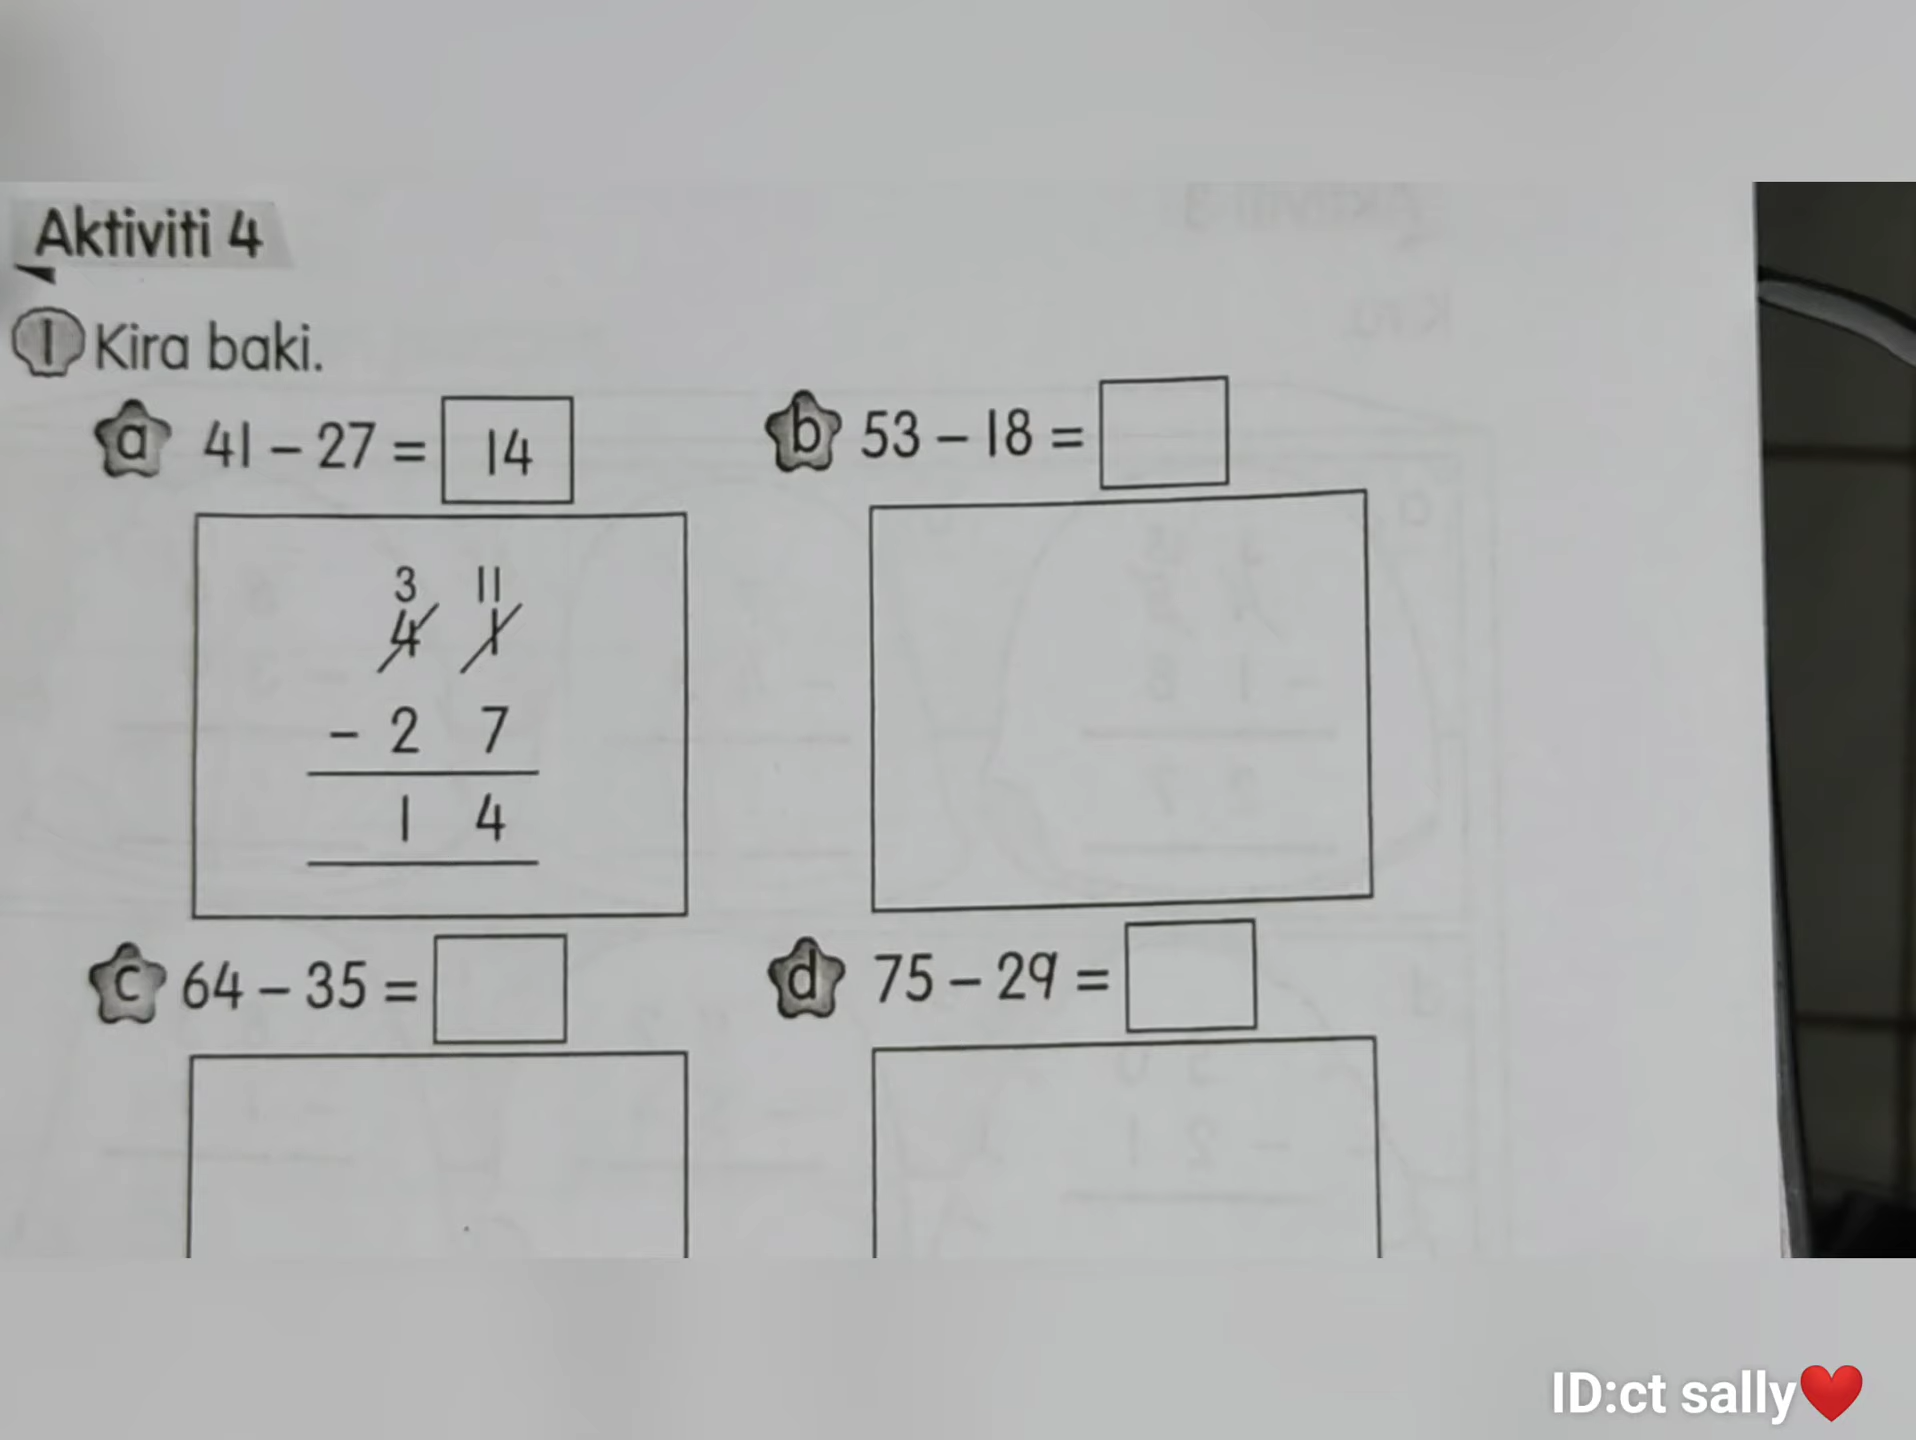 Aktiviti 4
1 Kira baki.
a 41 – 27 = 14
b 53 – 18 =
3 11
4 1
– 2 7
1 4
c 64 – 35 =
d 75 – 29 =
ID:ct sally❤